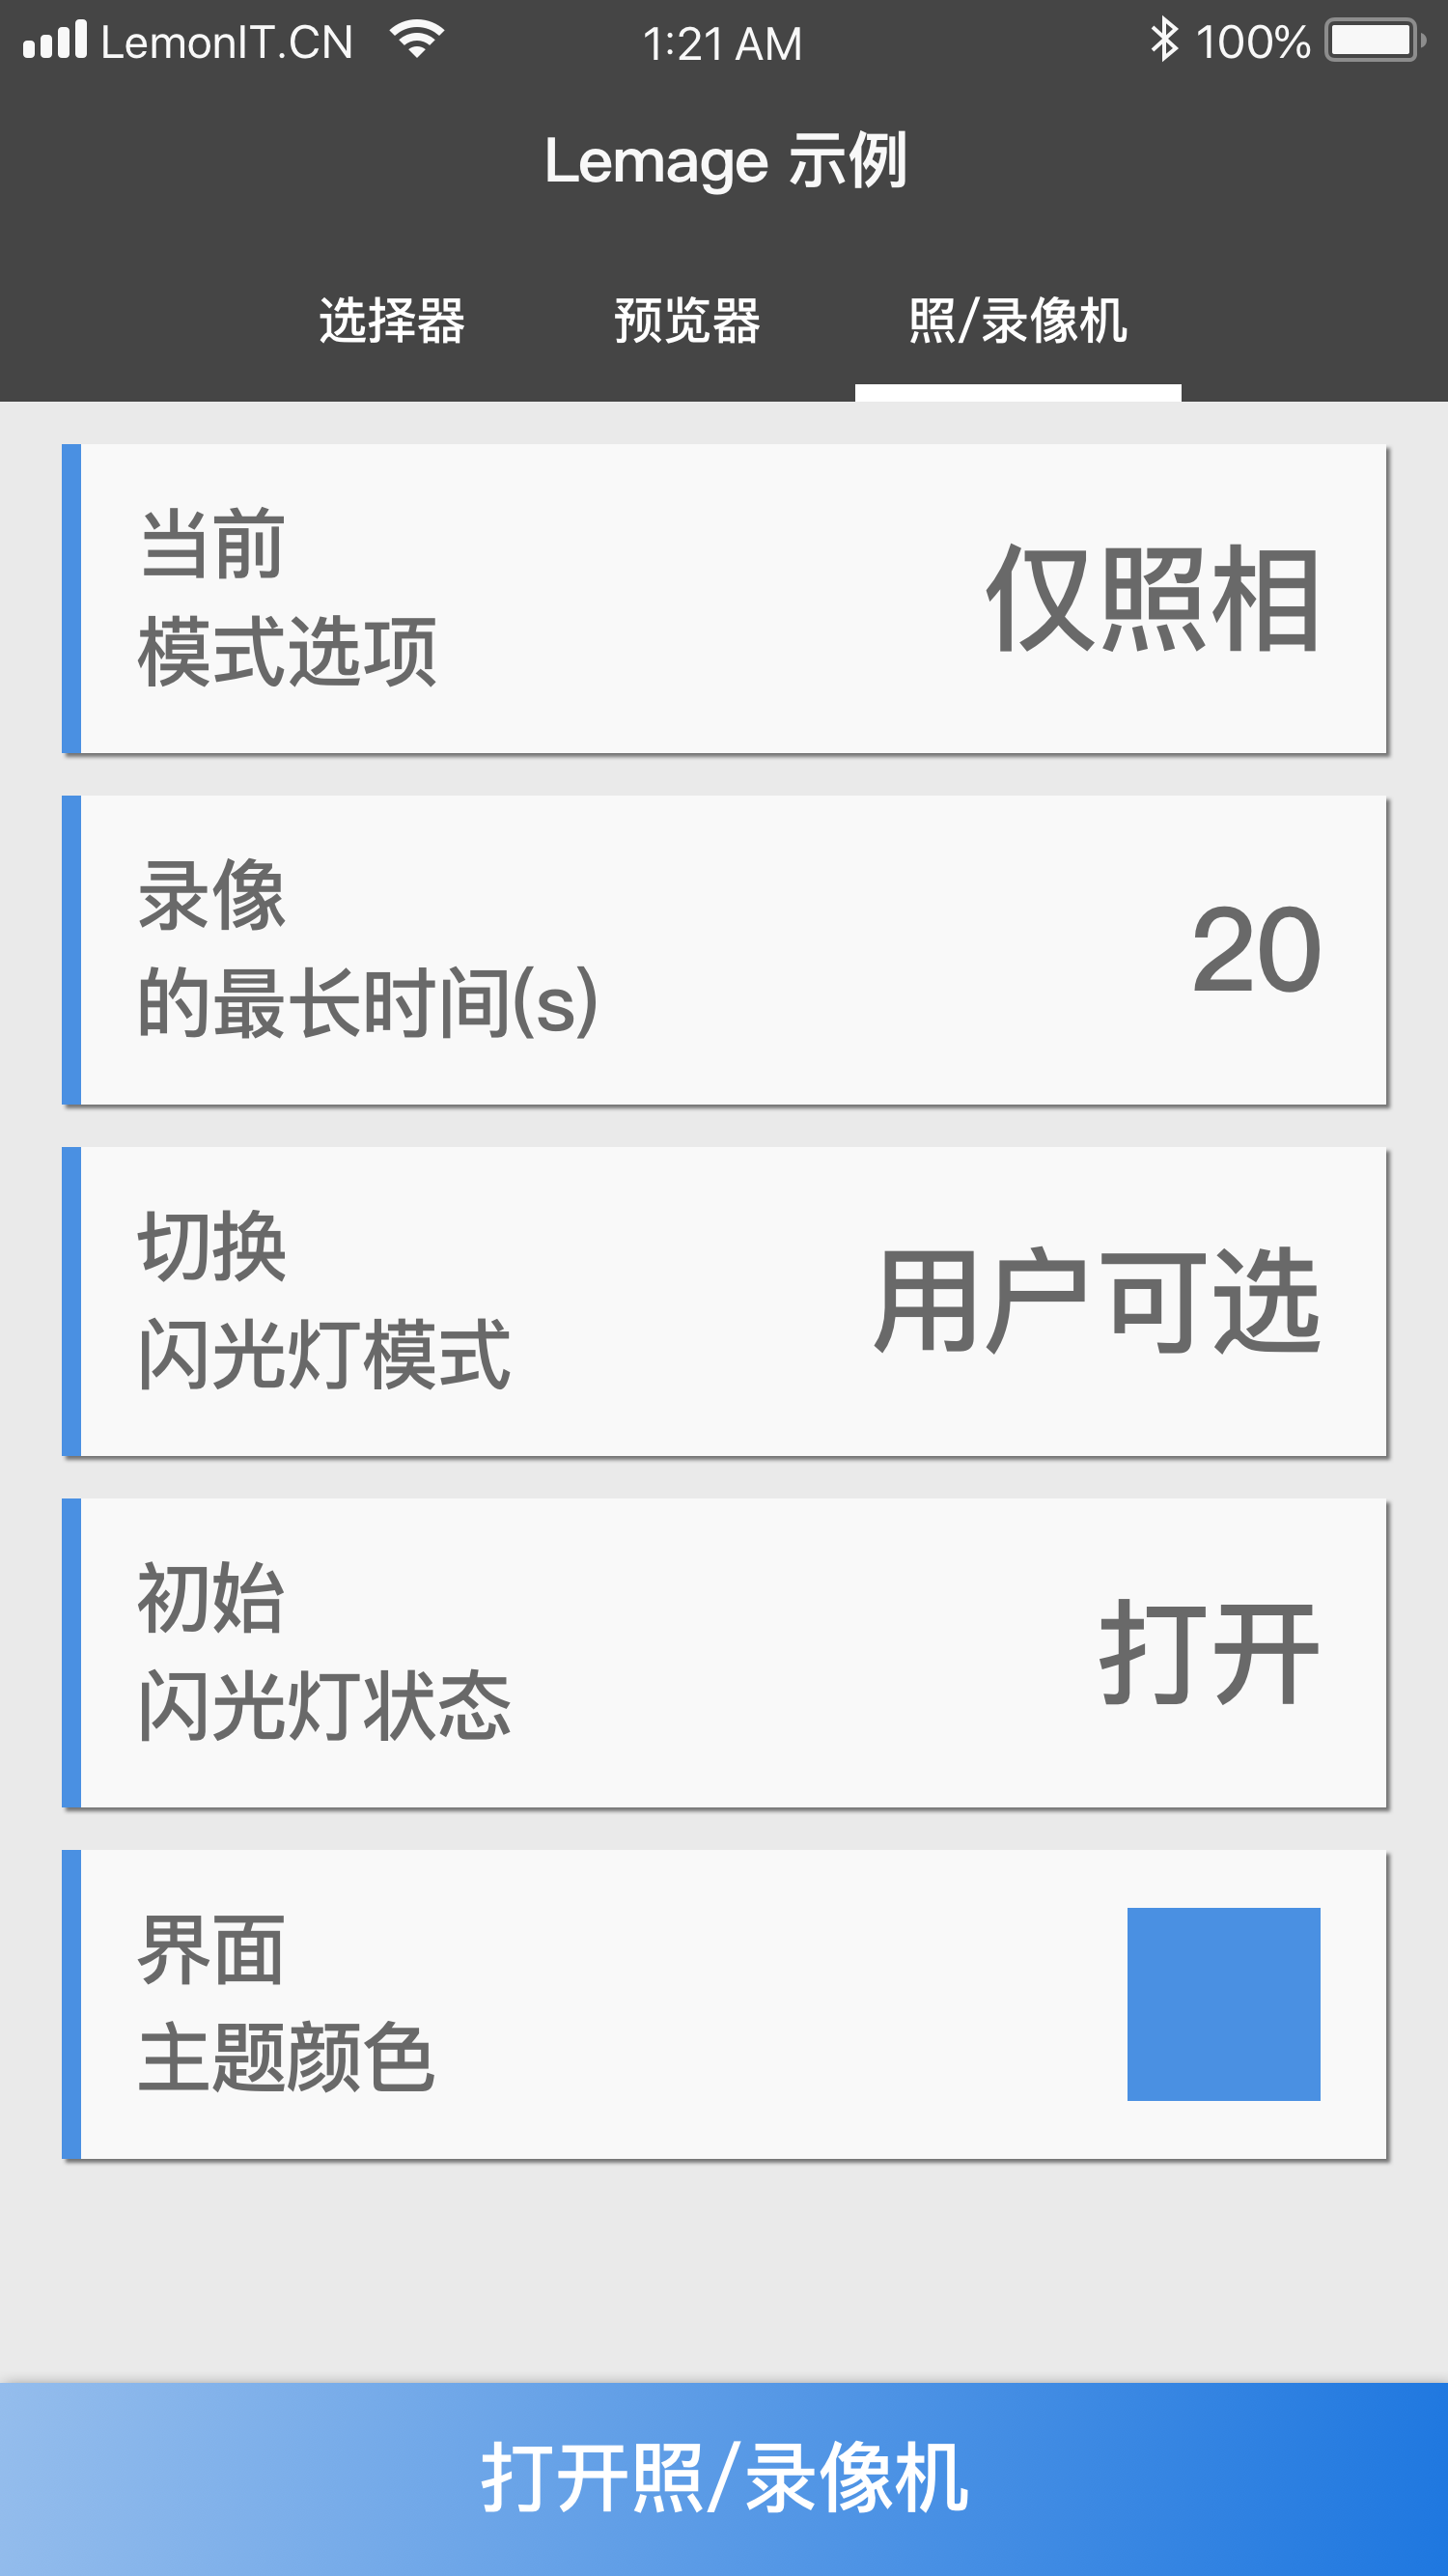 LemonIT.CN 1:21 AM 100%
Lemage 示例
选择器 预览器 照/录像机
当前
模式选项
仅照相
录像
的最长时间(s)
20
切换
闪光灯模式
用户可选
初始
闪光灯状态
打开
界面
主题颜色
打开照/录像机